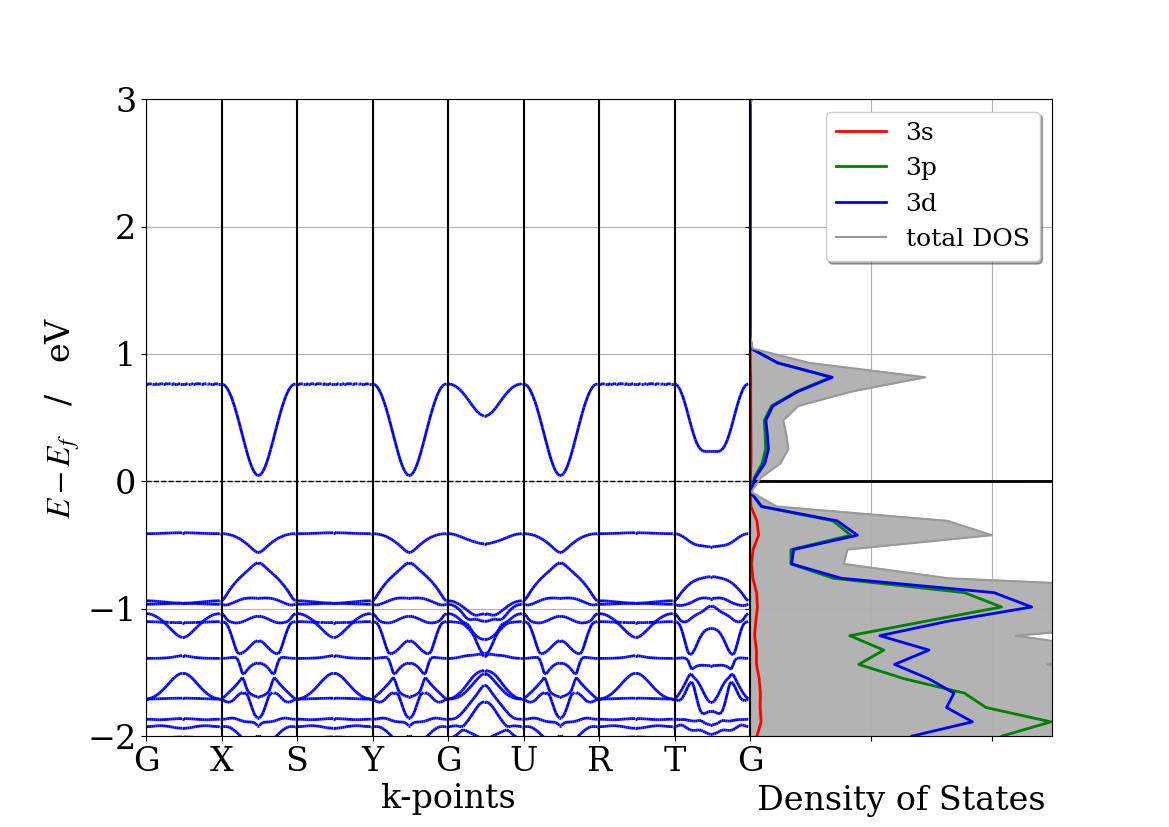 3
2
1
0
−1
−2
E−E_f / eV
G X S Y G U R T G
k-points
3s
3p
3d
total DOS
Density of States